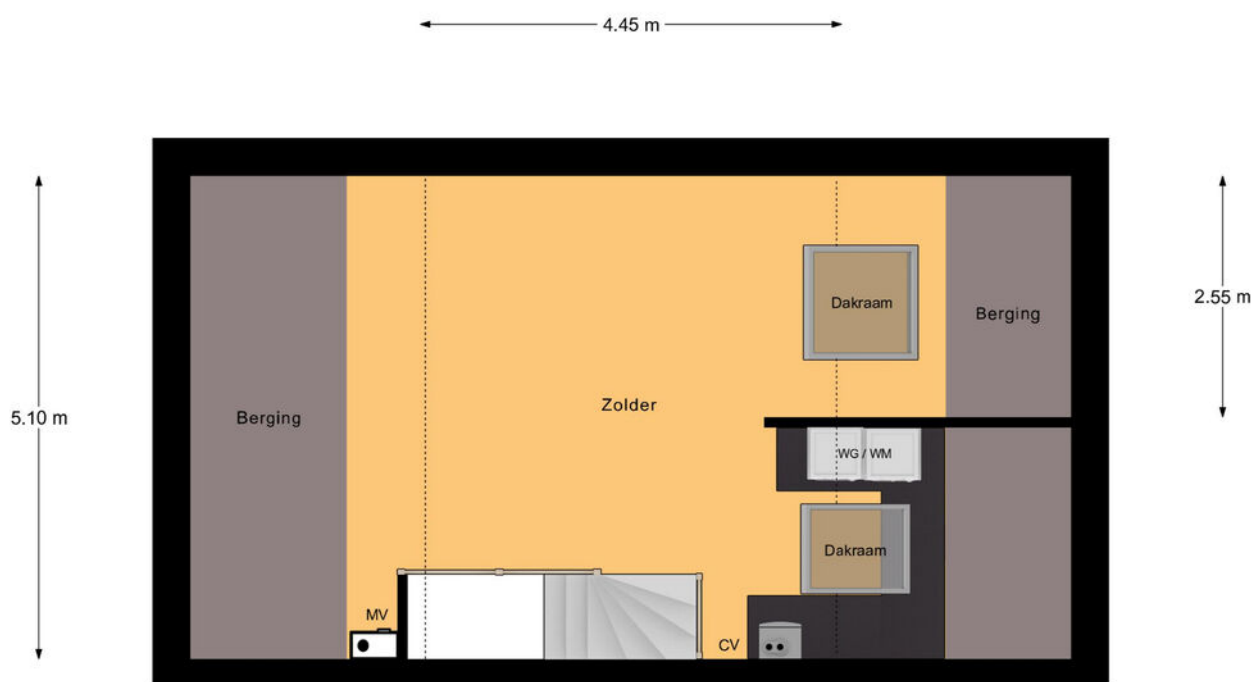 4.45 m
Dakraam
2.55 m
Berging
Zolder
5.10 m
Berging
WG / WM
Dakraam
MV
CV